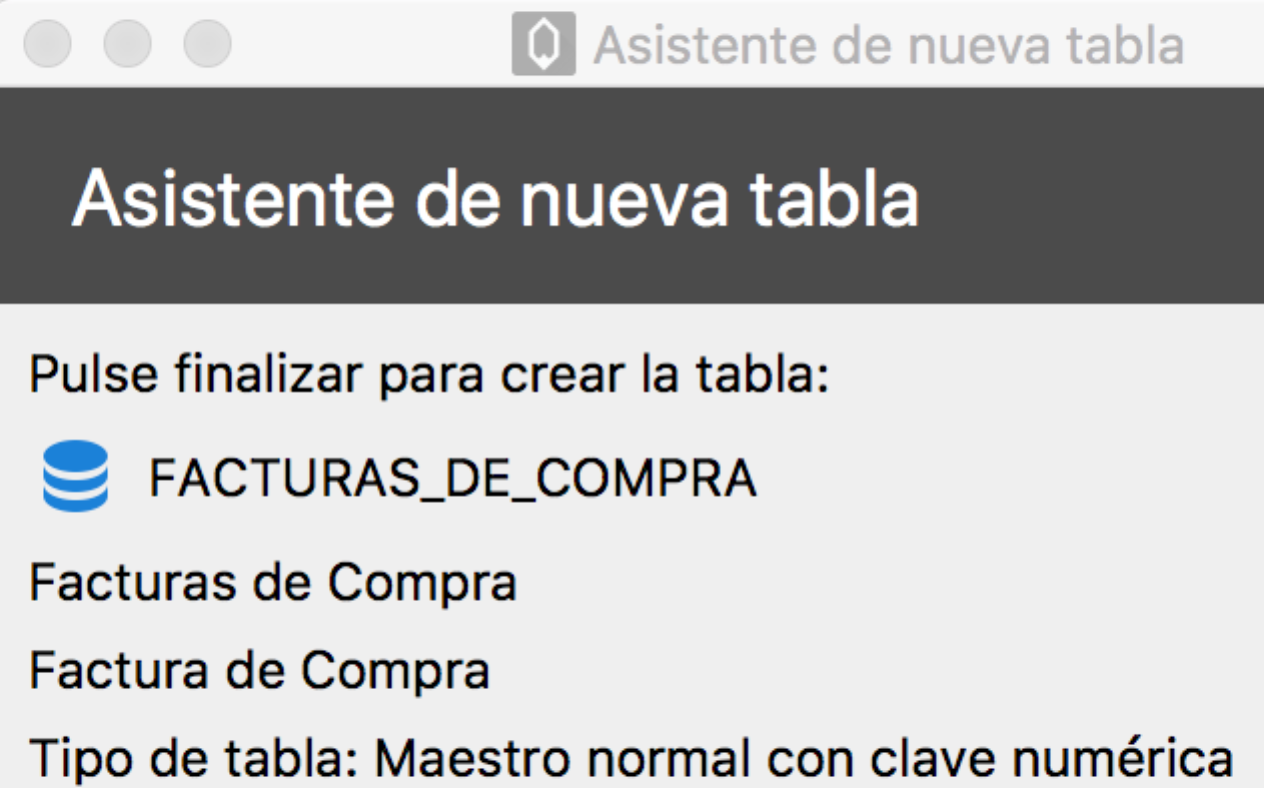 Asistente de nueva tabla
Asistente de nueva tabla
Pulse finalizar para crear la tabla:
FACTURAS_DE_COMPRA
Facturas de Compra
Factura de Compra
Tipo de tabla: Maestro normal con clave numérica